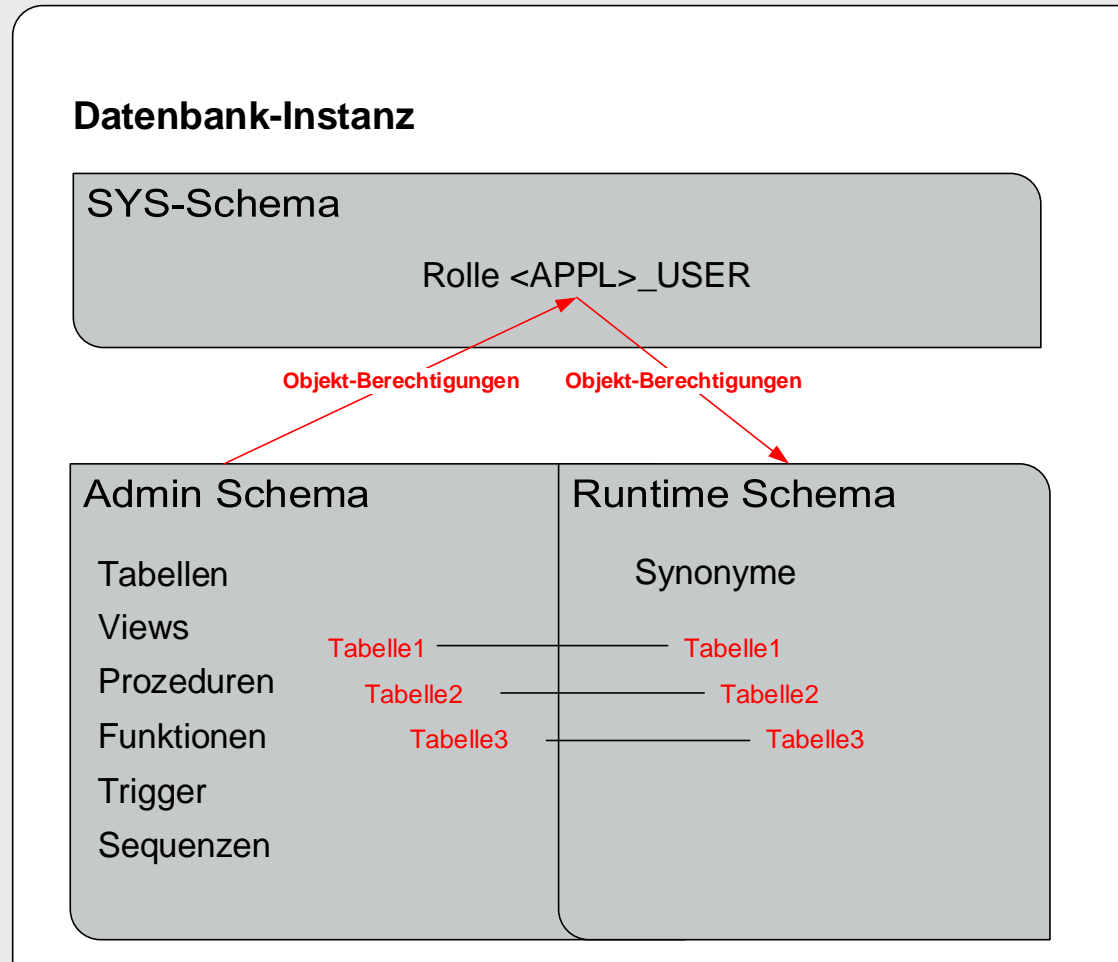 Datenbank-Instanz
SYS-Schema
Rolle <APPL>_USER
Objekt-Berechtigungen
Objekt-Berechtigungen
Admin Schema
Tabellen
Views
Prozeduren
Funktionen
Trigger
Sequenzen
Tabelle1
Tabelle2
Tabelle3
Runtime Schema
Synonyme
Tabelle1
Tabelle2
Tabelle3